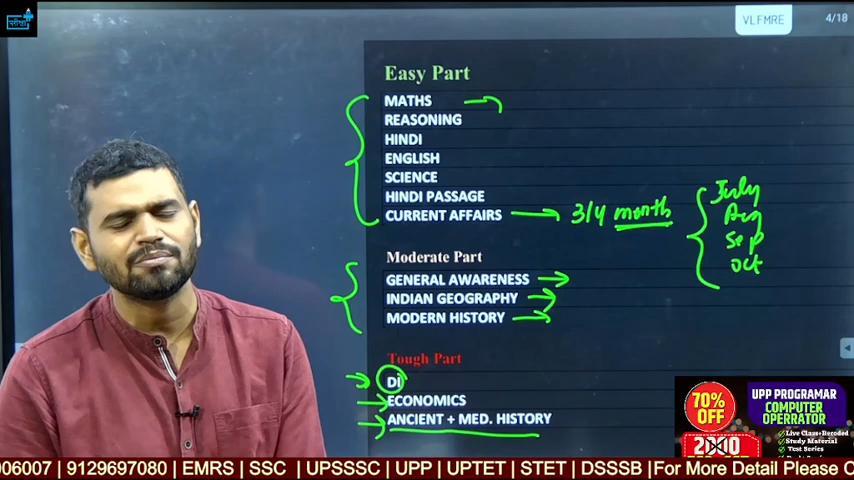 VLFMRE
4/18
Easy Part
MATHS
REASONING
HINDI
ENGLISH
SCIENCE
HINDI PASSAGE
CURRENT AFFAIRS
3/4 month
July
Aug
Sep
Oct
Moderate Part
GENERAL AWARENESS
INDIAN GEOGRAPHY
MODERN HISTORY
Tough Part
DI
ECONOMICS
ANCIENT + MED. HISTORY
70%
OFF
UPP PROGRAMAR
COMPUTER
OPERRATOR
Live Class+Recoded
Study Material
Test Series
06007 | 9129697080 | EMRS | SSC | UPSSSC | UPP | UPTET | STET | DSSSB |For More Detail Please C